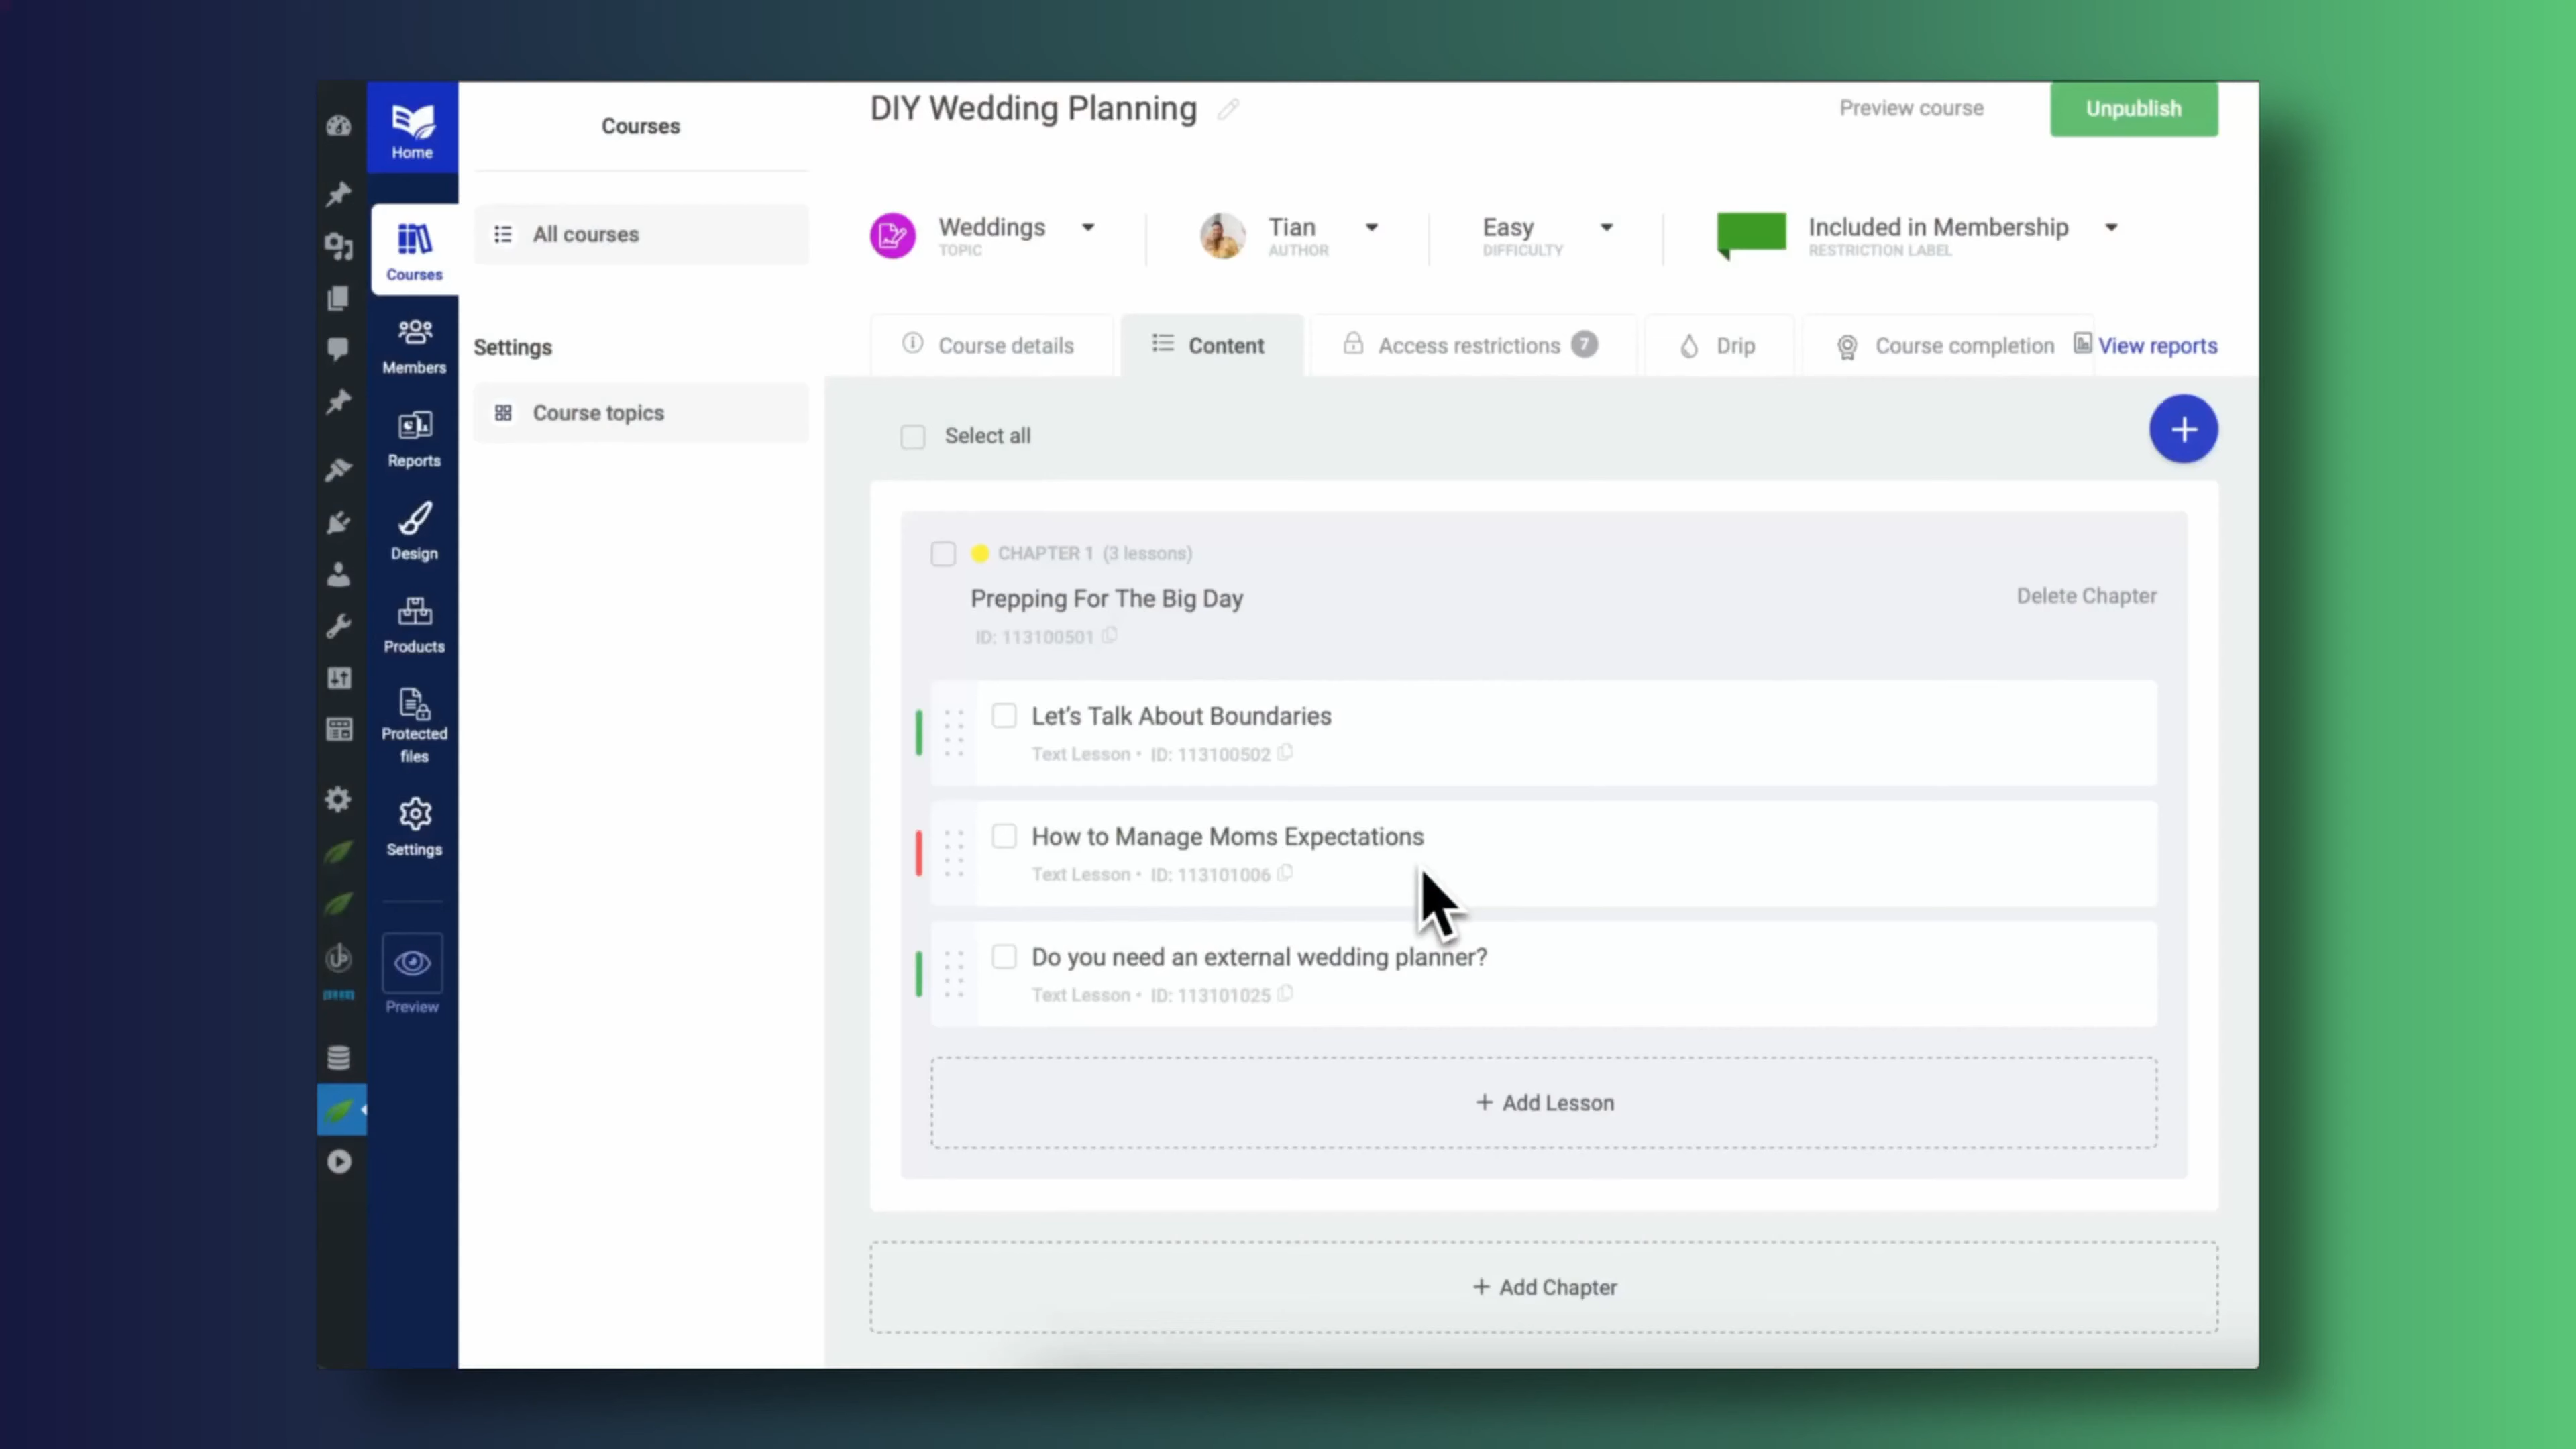 DIY Wedding Planning
Preview course
Unpublish
Home
Courses
Members
Reports
Design
Products
Protected
files
Settings
Preview
Courses
All courses
Settings
Course topics
Weddings
TOPIC
Tian
AUTHOR
Easy
DIFFICULTY
Included in Membership
RESTRICTION LABEL
Course details
Content
Access restrictions 7
Drip
Course completion
View reports
Select all
CHAPTER 1 (3 lessons)
Prepping For The Big Day
ID: 113100501
Delete Chapter
Let's Talk About Boundaries
Text Lesson • ID: 113100502
How to Manage Moms Expectations
Text Lesson • ID: 113101006
Do you need an external wedding planner?
Text Lesson • ID: 113101025
+ Add Lesson
+ Add Chapter